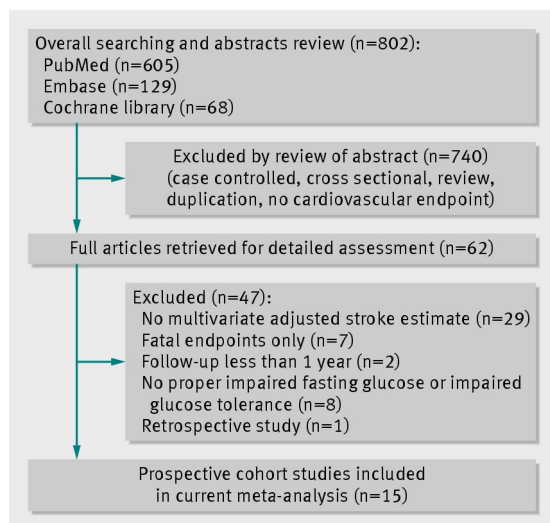 Overall searching and abstracts review (n=802):
PubMed (n=605)
Embase (n=129)
Cochrane library (n=68)
Excluded by review of abstract (n=740)
(case controlled, cross sectional, review,
duplication, no cardiovascular endpoint)
Full articles retrieved for detailed assessment (n=62)
Excluded (n=47):
No multivariate adjusted stroke estimate (n=29)
Fatal endpoints only (n=7)
Follow-up less than 1 year (n=2)
No proper impaired fasting glucose or impaired
glucose tolerance (n=8)
Retrospective study (n=1)
Prospective cohort studies included
in current meta-analysis (n=15)